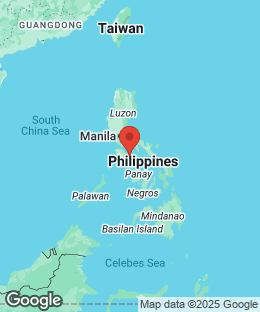 GUANGDONG
Taiwan
Luzon
South
China Sea
Manila
Philippines
Panay
Palawan
Negros
Mindanao
Basilan Island
Celebes Sea
Google
Map data ©2025 Google